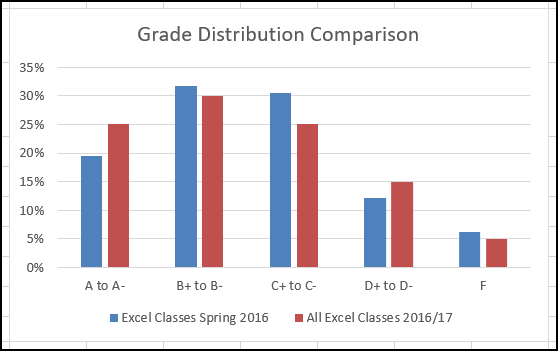 Grade Distribution Comparison
35%
30%
25%
20%
15%
10%
5%
0%
A to A- B+ to B- C+ to C- D+ to D- F
Excel Classes Spring 2016 All Excel Classes 2016/17